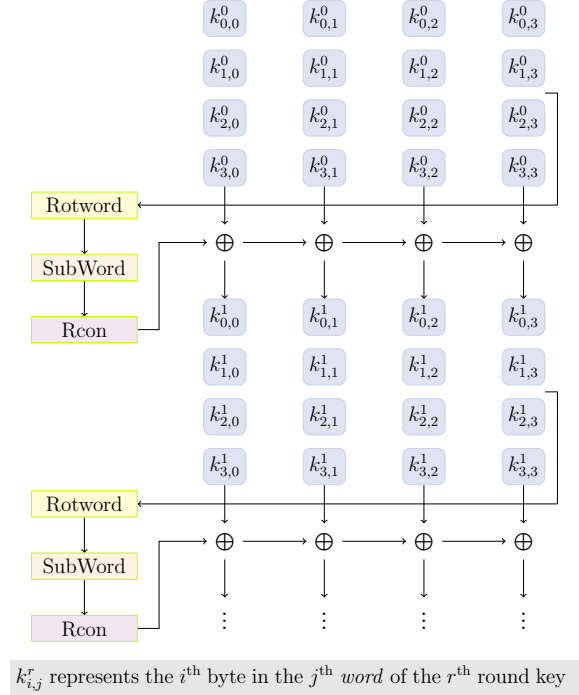 k^0_{0,0} k^0_{0,1} k^0_{0,2} k^0_{0,3}
k^0_{1,0} k^0_{1,1} k^0_{1,2} k^0_{1,3}
k^0_{2,0} k^0_{2,1} k^0_{2,2} k^0_{2,3}
k^0_{3,0} k^0_{3,1} k^0_{3,2} k^0_{3,3}
Rotword
⊕ ⊕ ⊕ ⊕
SubWord
Rcon
k^1_{0,0} k^1_{0,1} k^1_{0,2} k^1_{0,3}
k^1_{1,0} k^1_{1,1} k^1_{1,2} k^1_{1,3}
k^1_{2,0} k^1_{2,1} k^1_{2,2} k^1_{2,3}
k^1_{3,0} k^1_{3,1} k^1_{3,2} k^1_{3,3}
Rotword
⊕ ⊕ ⊕ ⊕
SubWord
Rcon
⋮ ⋮ ⋮ ⋮
k^r_{i,j} represents the i^th byte in the j^th word of the r^th round key